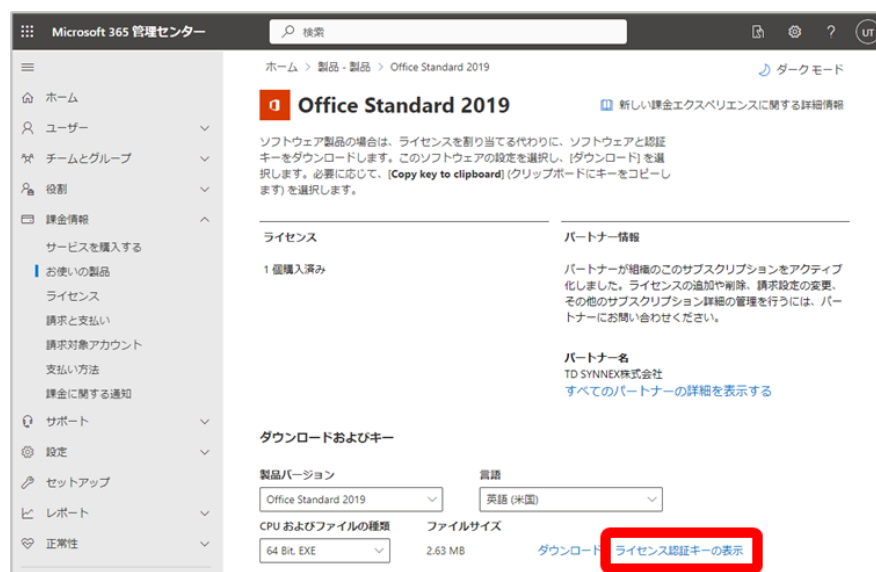 Microsoft 365 管理センター
検索
?
UT
ホーム > 製品 - 製品 > Office Standard 2019
ダーク モード
ホーム
ユーザー
チームとグループ
役割
課金情報
サービスを購入する
お使いの製品
ライセンス
請求と支払い
請求対象アカウント
支払い方法
課金に関する通知
サポート
設定
セットアップ
レポート
正常性
Office Standard 2019
新しい課金エクスペリエンスに関する詳細情報
ソフトウェア製品の場合は、ライセンスを割り当てる代わりに、ソフトウェアと認証
キーをダウンロードします。このソフトウェアの設定を選択し、[ダウンロード] を選
択します。必要に応じて、[Copy key to clipboard] (クリップボードにキーをコピーし
ます) を選択します。
ライセンス
1 個購入済み
パートナー情報
パートナーが組織のこのサブスクリプションをアクティブ
化しました。ライセンスの追加や削除、請求設定の変更、
その他のサブスクリプション詳細の管理を行うには、パー
トナーにお問い合わせください。
パートナー名
TD SYNNEX株式会社
すべてのパートナーの詳細を表示する
ダウンロードおよびキー
製品バージョン 言語
Office Standard 2019 英語 (米国)
CPU およびファイルの種類 ファイルサイズ
64 Bit, EXE 2.63 MB ダウンロード ライセンス認証キーの表示